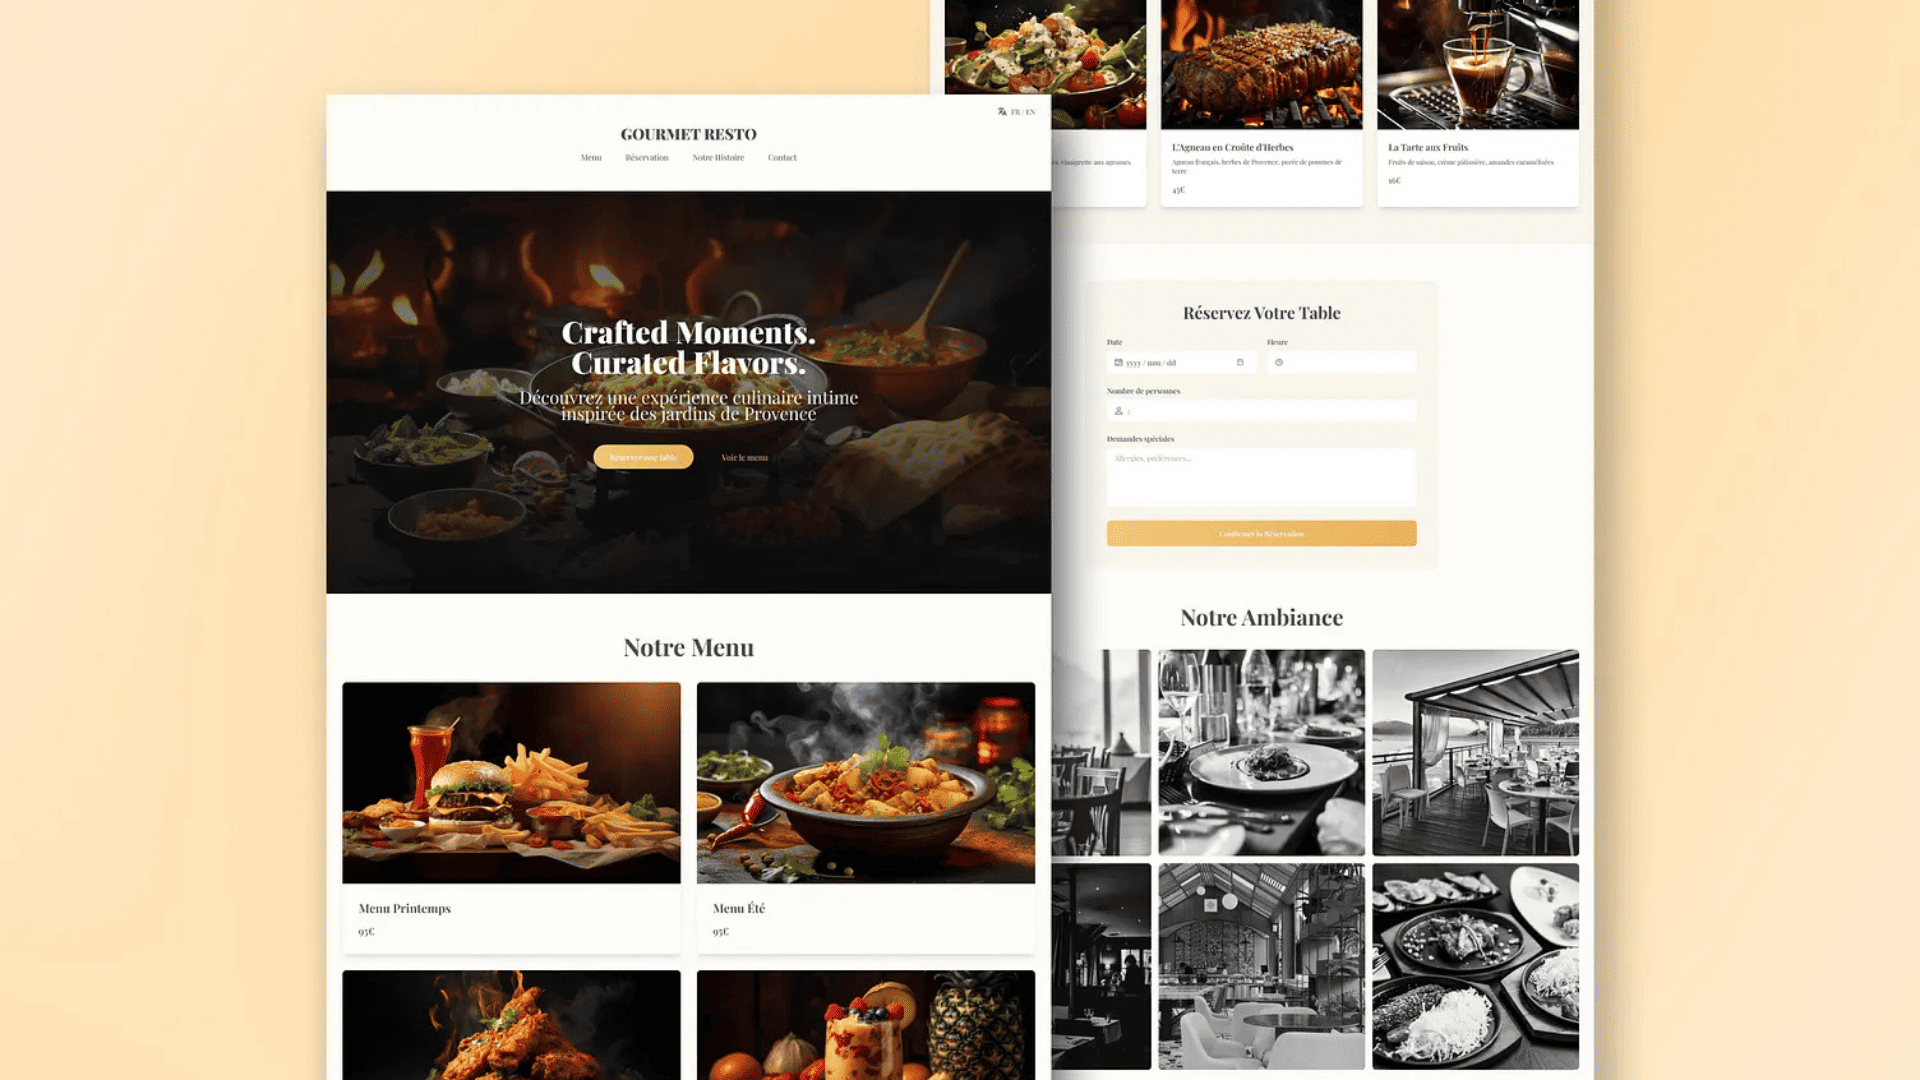 FR / EN
GOURMET RESTO
Menu Réservation Notre Histoire Contact
Crafted Moments.
Curated Flavors.
Découvrez une expérience culinaire intime
inspirée des jardins de Provence
Réserver une table Voir le menu
Notre Menu
Menu Printemps
95€
Menu Été
95€
vinaigrette aux agrumes
L'Agneau en Croûte d'Herbes
Agneau français, herbes de Provence, purée de pommes de
terre
45€
La Tarte aux Fruits
Fruits de saison, crème pâtissière, amandes caramélisées
16€
Réservez Votre Table
Date Heure
yyyy / mm / dd
Nombre de personnes
Demandes spéciales
Allergies, préférences...
Confirmer la Réservation
Notre Ambiance